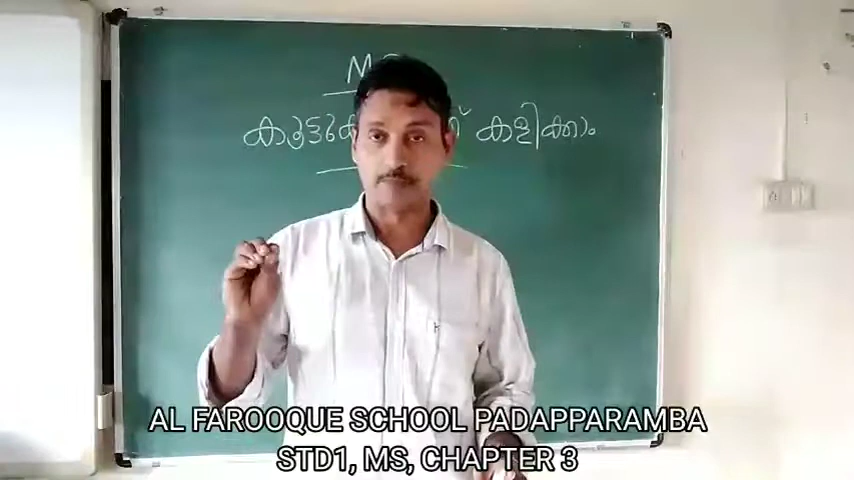 കളിക്കാം
AL FAROOQUE SCHOOL PADAPPARAMBA
STD1, MS, CHAPTER 3